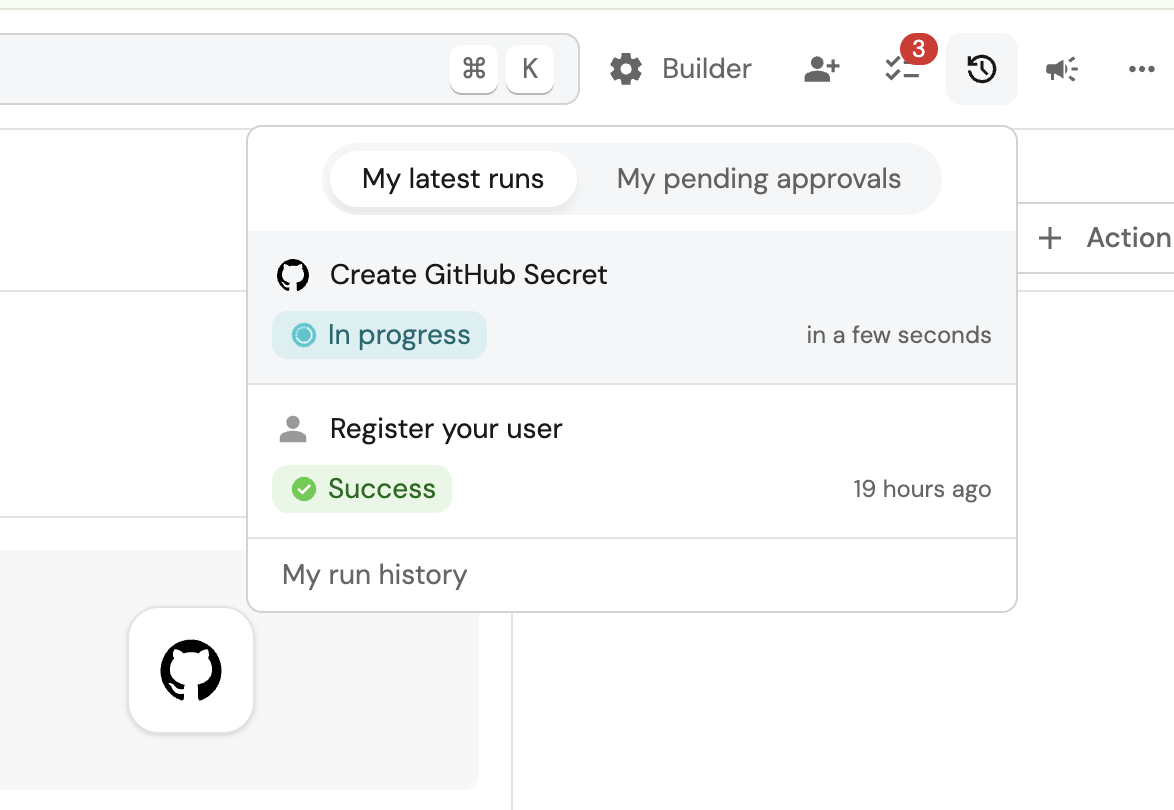 ⌘ K
Builder
3
My latest runs
My pending approvals
+ Action
Create GitHub Secret
In progress
in a few seconds
Register your user
Success
19 hours ago
My run history